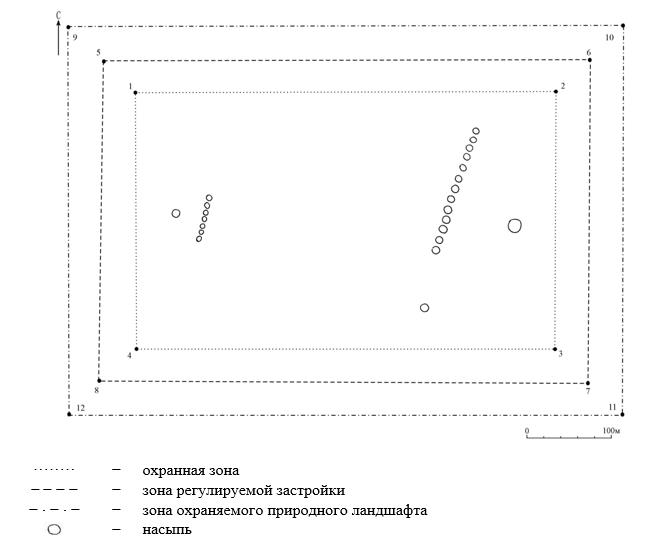 С
9
10
5
6
1
2
4
3
8
7
12
11
0 100м
– охранная зона
– зона регулируемой застройки
– зона охраняемого природного ландшафта
– насыпь